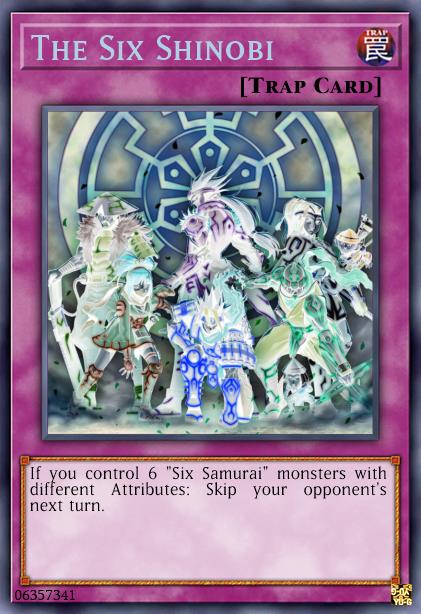 The Six Shinobi
TRAP
罠
[Trap Card]
If you control 6 "Six Samurai" monsters with
different Attributes: Skip your opponent's
next turn.
06357341